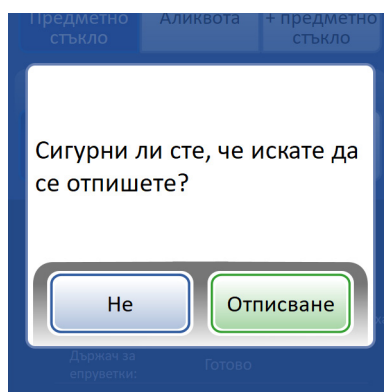 Предметно
стъкло
Аликвота
+ предметно
стъкло
Сигурни ли сте, че искате да
се отпишете?
Не
Отписване
Държач за
епруветки:
Готово